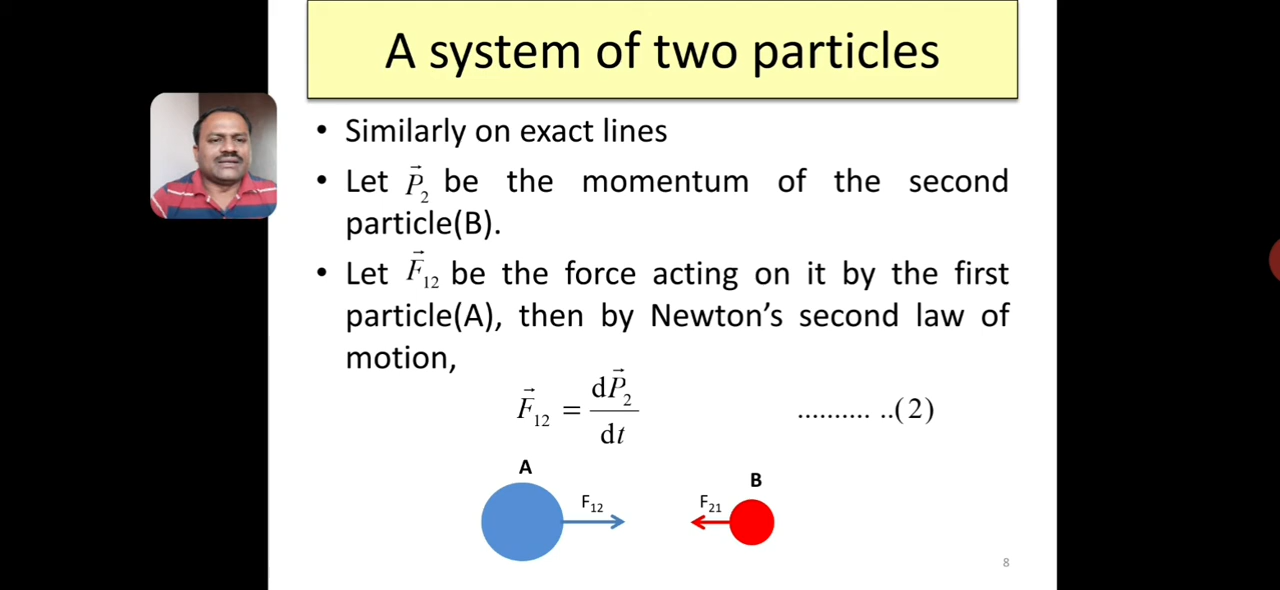 A system of two particles
• Similarly on exact lines
• Let P⃗₂ be the momentum of the second
particle(B).
• Let F⃗₁₂ be the force acting on it by the first
particle(A), then by Newton's second law of
motion,
F⃗₁₂ = dP⃗₂/dt .......... ..(2)
A
B
F₁₂
F₂₁
8